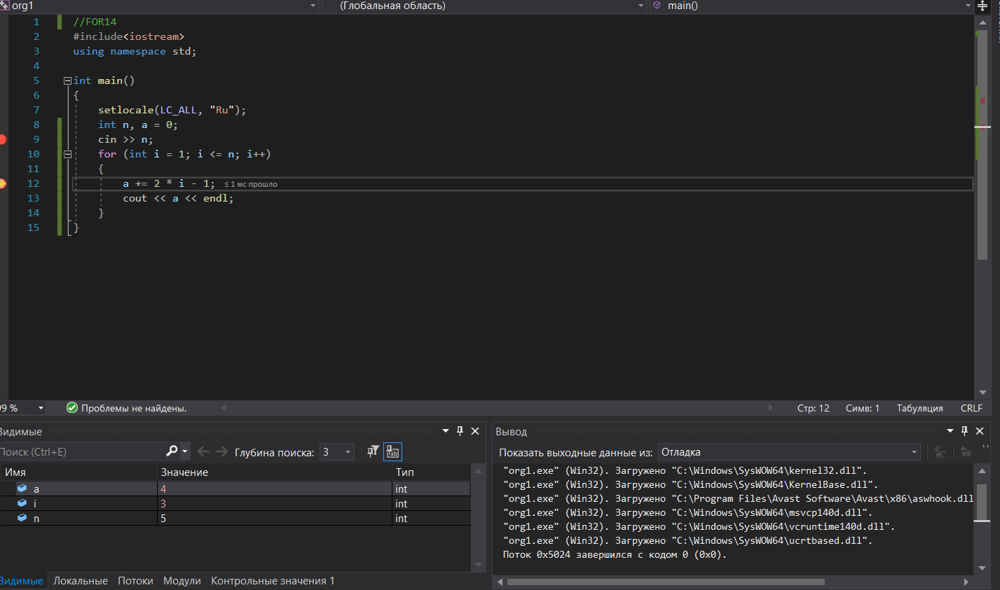 org1 (Глобальная область) main()
1 //FOR14
2 #include<iostream>
3 using namespace std;
4
5 int main()
6 {
7 setlocale(LC_ALL, "Ru");
8 int n, a = 0;
9 cin >> n;
10 for (int i = 1; i <= n; i++)
11 {
12 a += 2 * i - 1; ≤ 1 мс прошло
13 cout << a << endl;
14 }
15 }
99 % Проблемы не найдены. Стр: 12 Симв: 1 Табуляция CRLF
Видимые
Поиск (Ctrl+E) Глубина поиска: 3
Имя Значение Тип
a 4 int
i 3 int
n 5 int
Видимые Локальные Потоки Модули Контрольные значения 1
Вывод
Показать выходные данные из: Отладка
"org1.exe" (Win32). Загружено "C:\Windows\SysWOW64\kernel32.dll".
"org1.exe" (Win32). Загружено "C:\Windows\SysWOW64\KernelBase.dll".
"org1.exe" (Win32). Загружено "C:\Program Files\Avast Software\Avast\x86\aswhook.dll
"org1.exe" (Win32). Загружено "C:\Windows\SysWOW64\msvcp140d.dll".
"org1.exe" (Win32). Загружено "C:\Windows\SysWOW64\vcruntime140d.dll".
"org1.exe" (Win32). Загружено "C:\Windows\SysWOW64\ucrtbased.dll".
Поток 0x5024 завершился с кодом 0 (0x0).